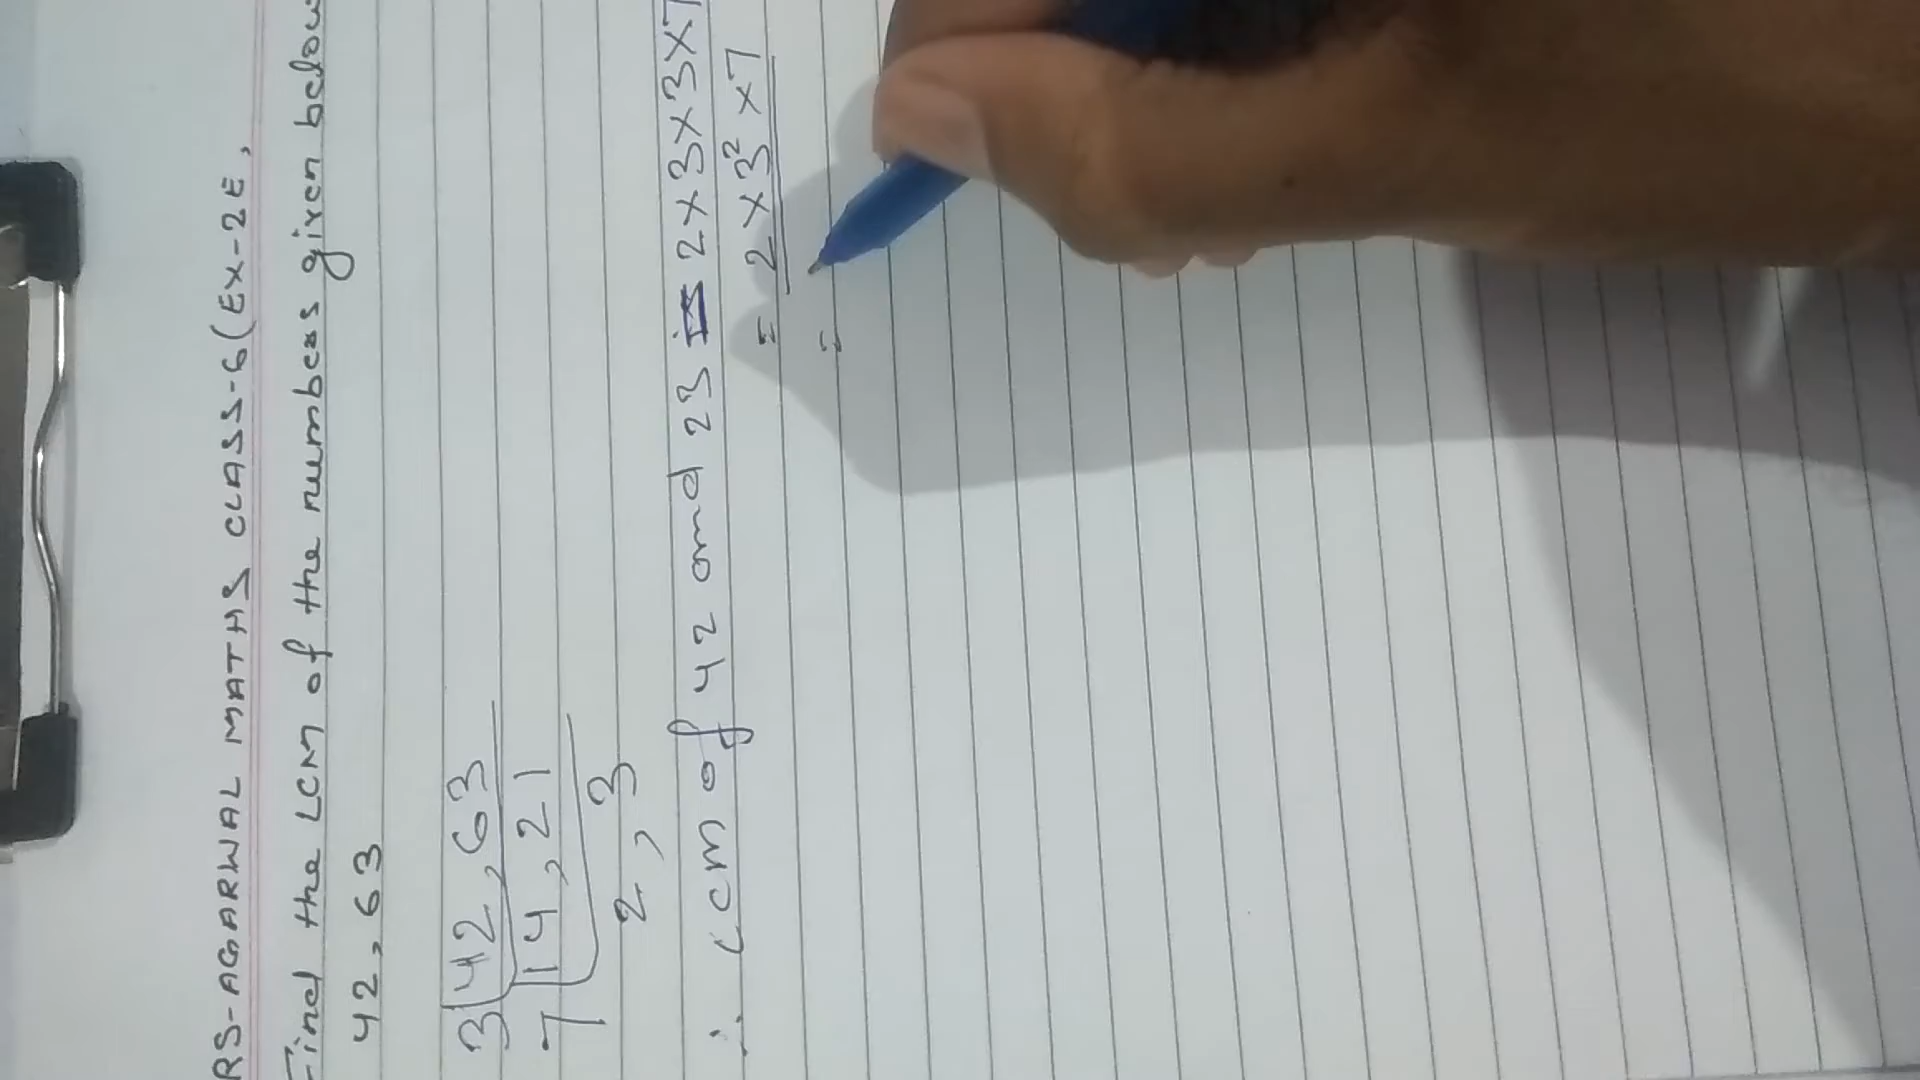 RS-AGARWAL MATHS CLASS-6(EX-2E,
Find the LCM of the numbers given below
42, 63
3 42, 63
7 14, 21
2, 3
∴ LCM of 42 and 23 = 2×3×3×7
= 2 × 3² × 7
=